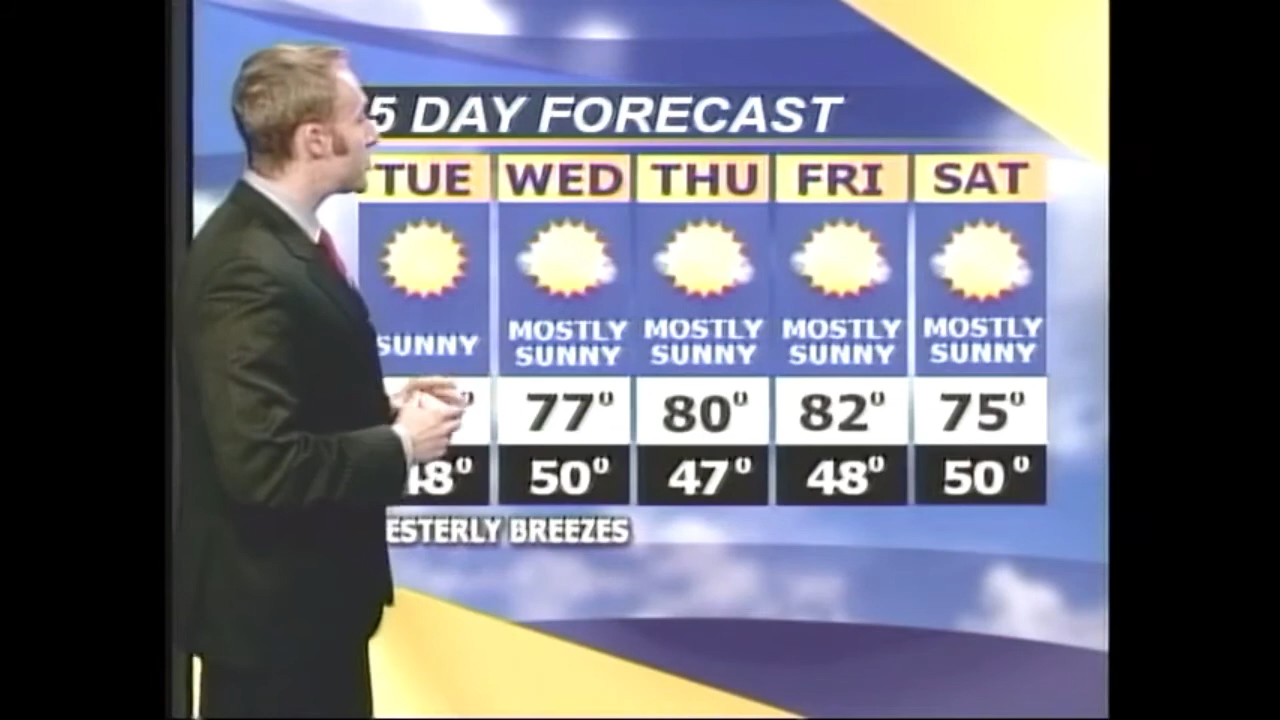 5 DAY FORECAST
TUE WED THU FRI SAT
SUNNY MOSTLY SUNNY MOSTLY SUNNY MOSTLY SUNNY MOSTLY SUNNY
77° 80° 82° 75°
48° 50° 47° 48° 50°
ESTERLY BREEZES